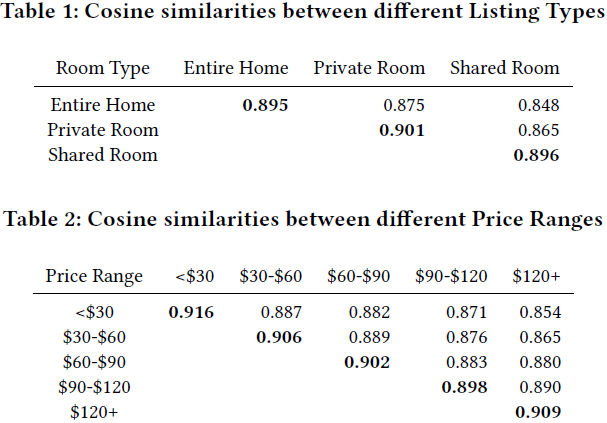 Table 1: Cosine similarities between different Listing Types
Room Type Entire Home Private Room Shared Room
Entire Home 0.895 0.875 0.848
Private Room 0.901 0.865
Shared Room 0.896
Table 2: Cosine similarities between different Price Ranges
Price Range <$30 $30-$60 $60-$90 $90-$120 $120+
<$30 0.916 0.887 0.882 0.871 0.854
$30-$60 0.906 0.889 0.876 0.865
$60-$90 0.902 0.883 0.880
$90-$120 0.898 0.890
$120+ 0.909